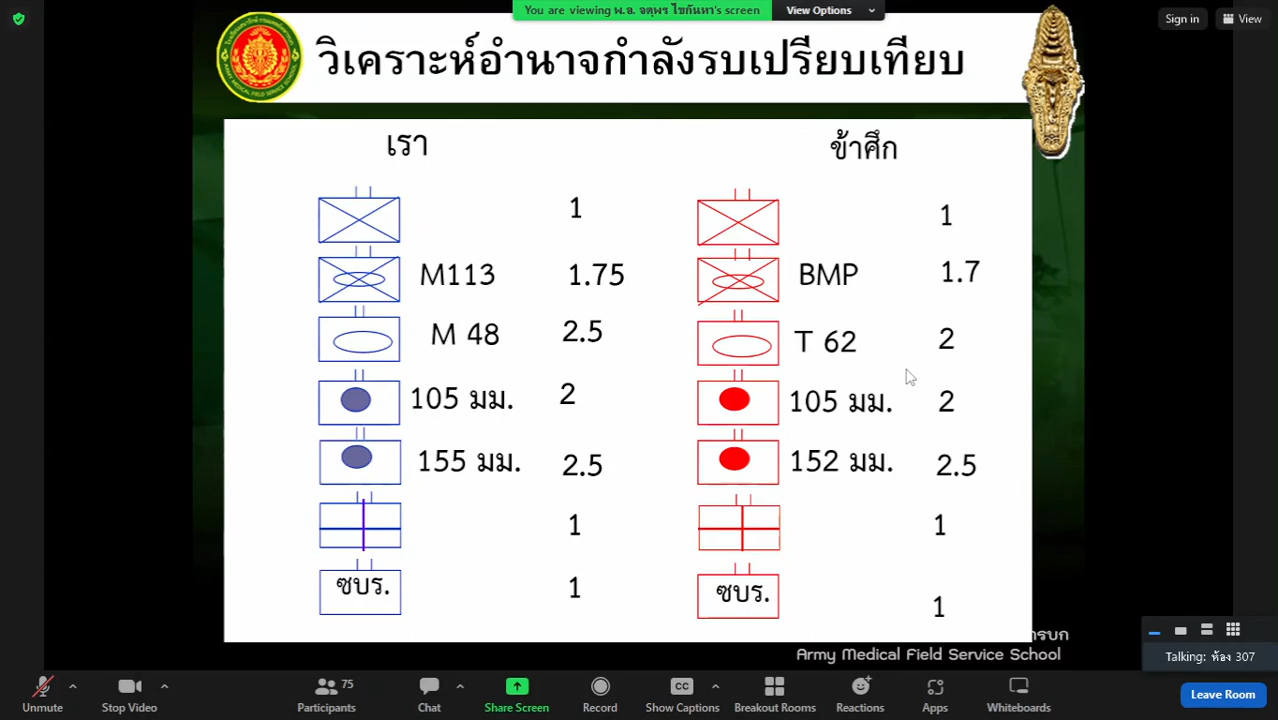 You are viewing พ.อ. จตุพร ไขกันหา's screen
View Options
Sign in
View
วิเคราะห์อำนาจกำลังรบเปรียบเทียบ
เรา
ข้าศึก
1
1
M113 1.75
BMP 1.7
M 48 2.5
T 62 2
105 มม. 2
105 มม. 2
155 มม. 2.5
152 มม. 2.5
1
1
ซบร. 1
ซบร. 1
Army Medical Field Service School
Talking: ห้อง 307
Unmute
Stop Video
Participants 75
Chat
Share Screen
Record
CC
Show Captions
Breakout Rooms
Reactions
Apps
Whiteboards
Leave Room